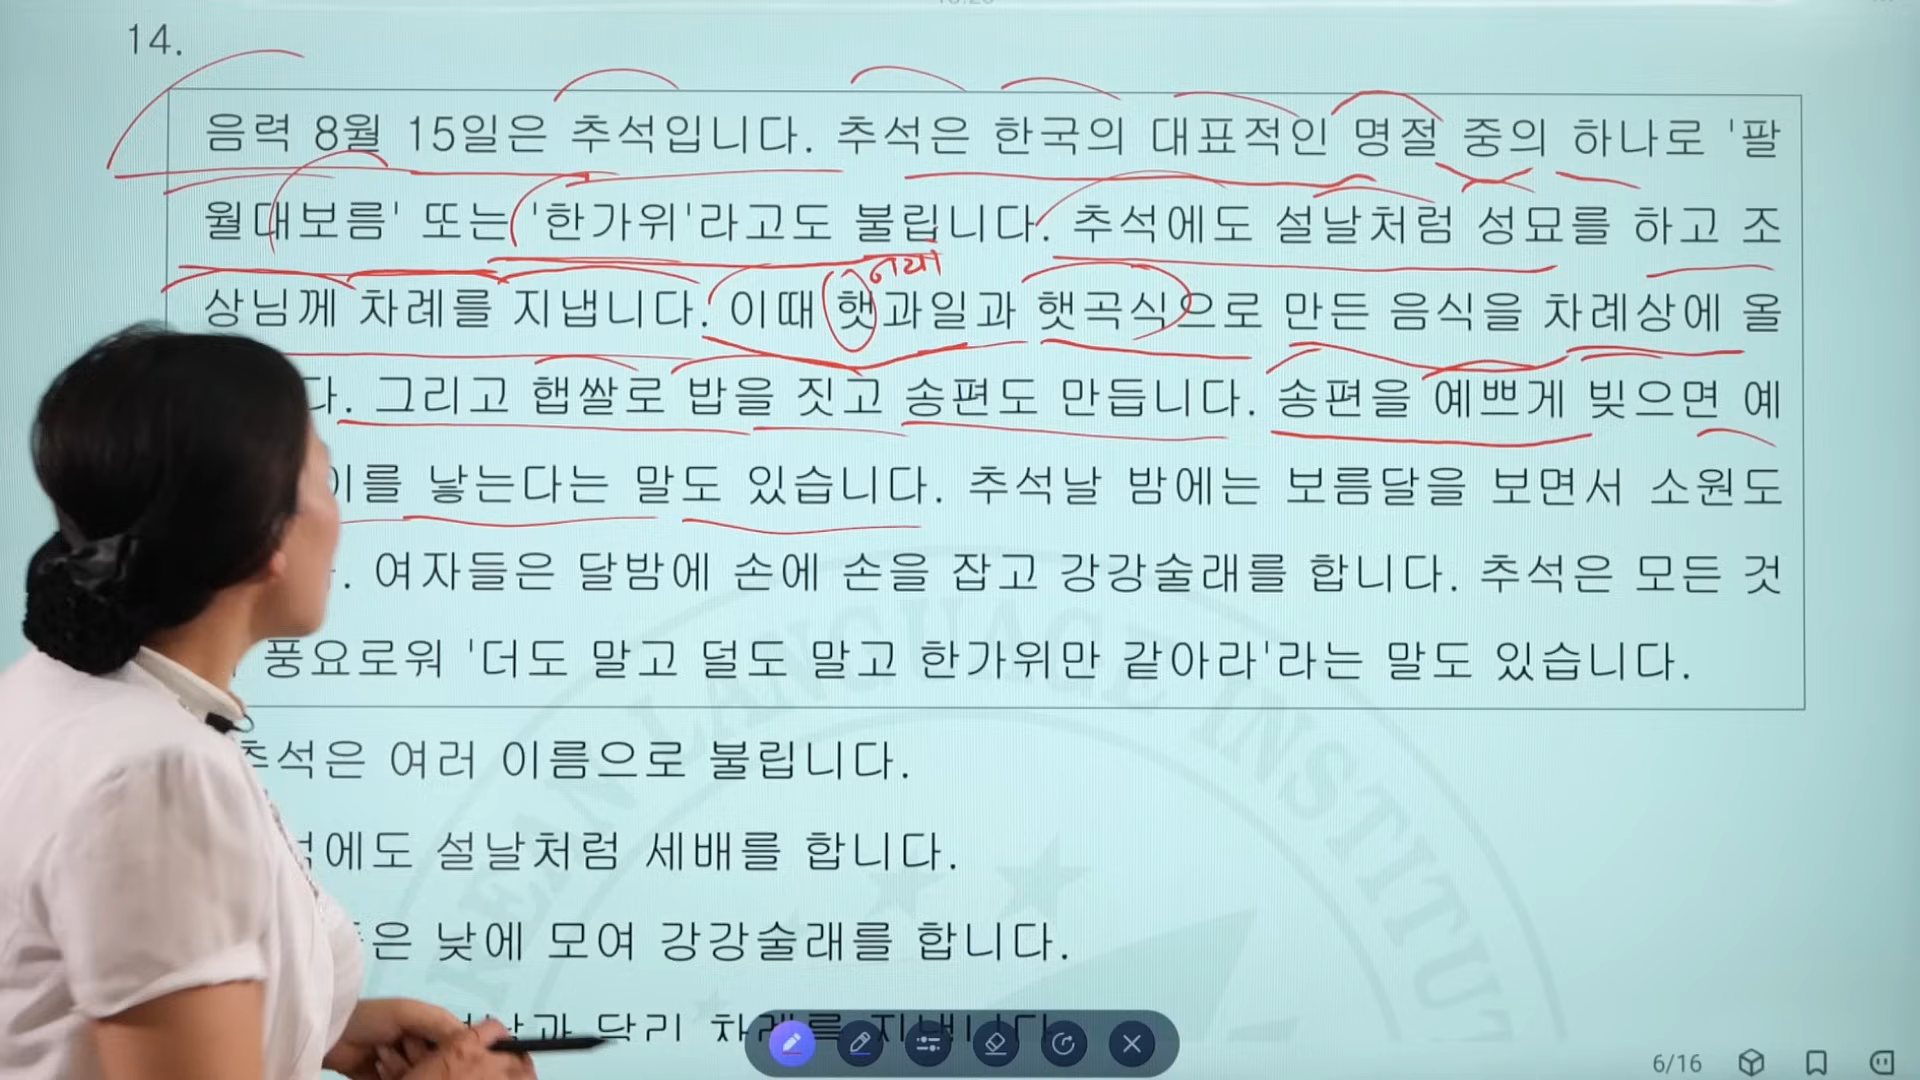 14.
음력 8월 15일은 추석입니다. 추석은 한국의 대표적인 명절 중의 하나로 '팔
월대보름' 또는 '한가위'라고도 불립니다. 추석에도 설날처럼 성묘를 하고 조
상님께 차례를 지냅니다. 이때 햇과일과 햇곡식으로 만든 음식을 차례상에 올
다. 그리고 햅쌀로 밥을 짓고 송편도 만듭니다. 송편을 예쁘게 빚으면 예
이를 낳는다는 말도 있습니다. 추석날 밤에는 보름달을 보면서 소원도
. 여자들은 달밤에 손에 손을 잡고 강강술래를 합니다. 추석은 모든 것
풍요로워 '더도 말고 덜도 말고 한가위만 같아라'라는 말도 있습니다.
추석은 여러 이름으로 불립니다.
에도 설날처럼 세배를 합니다.
은 낮에 모여 강강술래를 합니다.
달리 차례를 지냅니다.
LANGUAGE INSTITUT
6/16